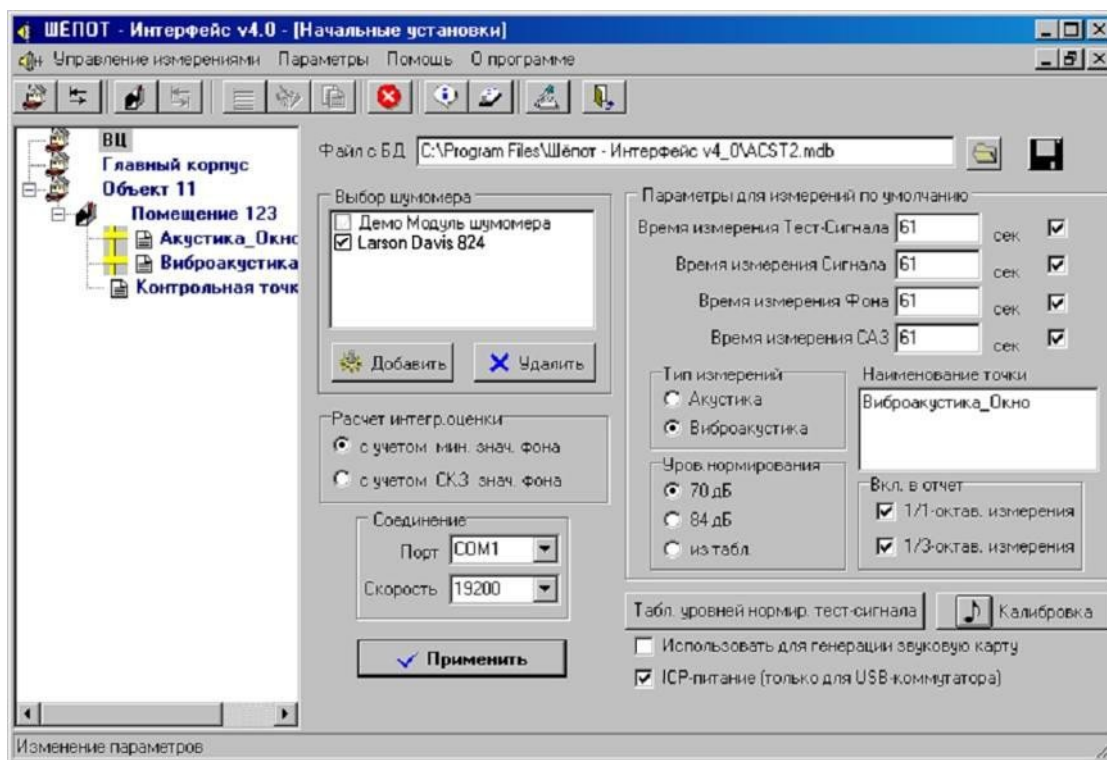 ШЁПОТ - Интерфейс v4.0 - [Начальные установки]
Управление измерениями Параметры Помощь О программе
ВЦ
Главный корпус
Объект 11
Помещение 123
Акустика_Окно
Виброакустика
Контрольная точк
Файл с БД C:\Program Files\Шёпот - Интерфейс v4_0\ACST2.mdb
Выбор шумомера
Демо Модуль шумомера
Larson Davis 824
Добавить Удалить
Расчет интегр.оценки
с учетом мин. знач. фона
с учетом СКЗ знач. фона
Соединение
Порт COM1
Скорость 19200
Применить
Параметры для измерений по умолчанию
Время измерения Тест-Сигнала 61 сек
Время измерения Сигнала 61 сек
Время измерения Фона 61 сек
Время измерения САЗ 61 сек
Тип измерений
Акустика
Виброакустика
Наименование точки
Виброакустика_Окно
Уров.нормирования
70 дБ
84 дБ
из табл.
Вкл. в отчет
1/1-октав. измерения
1/3-октав. измерения
Табл. уровней нормир. тест-сигнала Калибровка
Использовать для генерации звуковую карту
ICP-питание (только для USB-коммутатора)
Изменение параметров